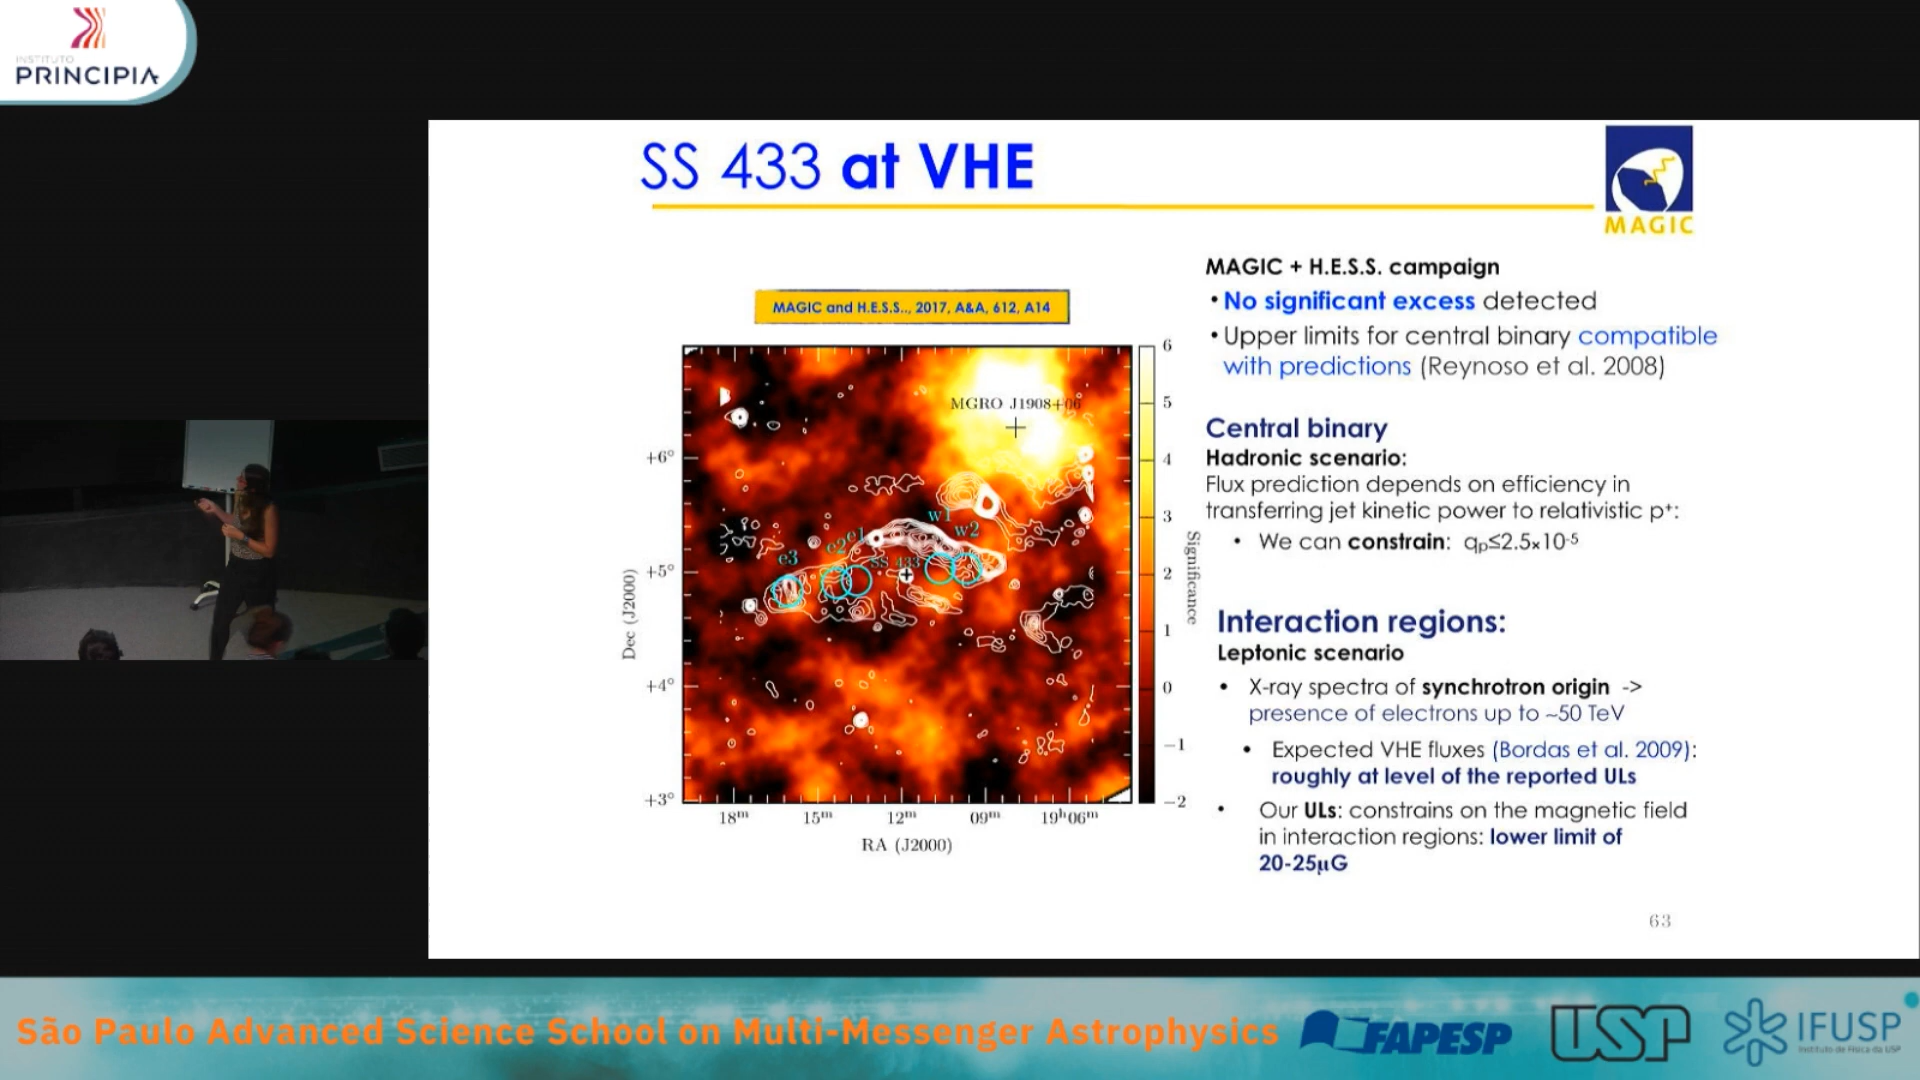 INSTITUTO
PRINCIPIA
SS 433 at VHE
MAGIC
MAGIC and H.E.S.S.., 2017, A&A, 612, A14
MAGIC + H.E.S.S. campaign
• No significant excess detected
• Upper limits for central binary compatible
with predictions (Reynoso et al. 2008)
Central binary
Hadronic scenario:
Flux prediction depends on efficiency in
transferring jet kinetic power to relativistic p⁺:
• We can constrain: qₚ≤2.5×10⁻⁵
Interaction regions:
Leptonic scenario
• X-ray spectra of synchrotron origin ->
presence of electrons up to ~50 TeV
• Expected VHE fluxes (Bordas et al. 2009):
roughly at level of the reported ULs
• Our ULs: constrains on the magnetic field
in interaction regions: lower limit of
20-25μG
63
MGRO J1908+06
w1
w2
e1
e2
e3
SS 433
+6°
+5°
+4°
+3°
Dec (J2000)
18ᵐ 15ᵐ 12ᵐ 09ᵐ 19ʰ06ᵐ
RA (J2000)
6
5
4
3
2
1
0
−1
−2
Significance
São Paulo Advanced Science School on Multi-Messenger Astrophysics
FAPESP
USP
IFUSP
Instituto de Física da USP